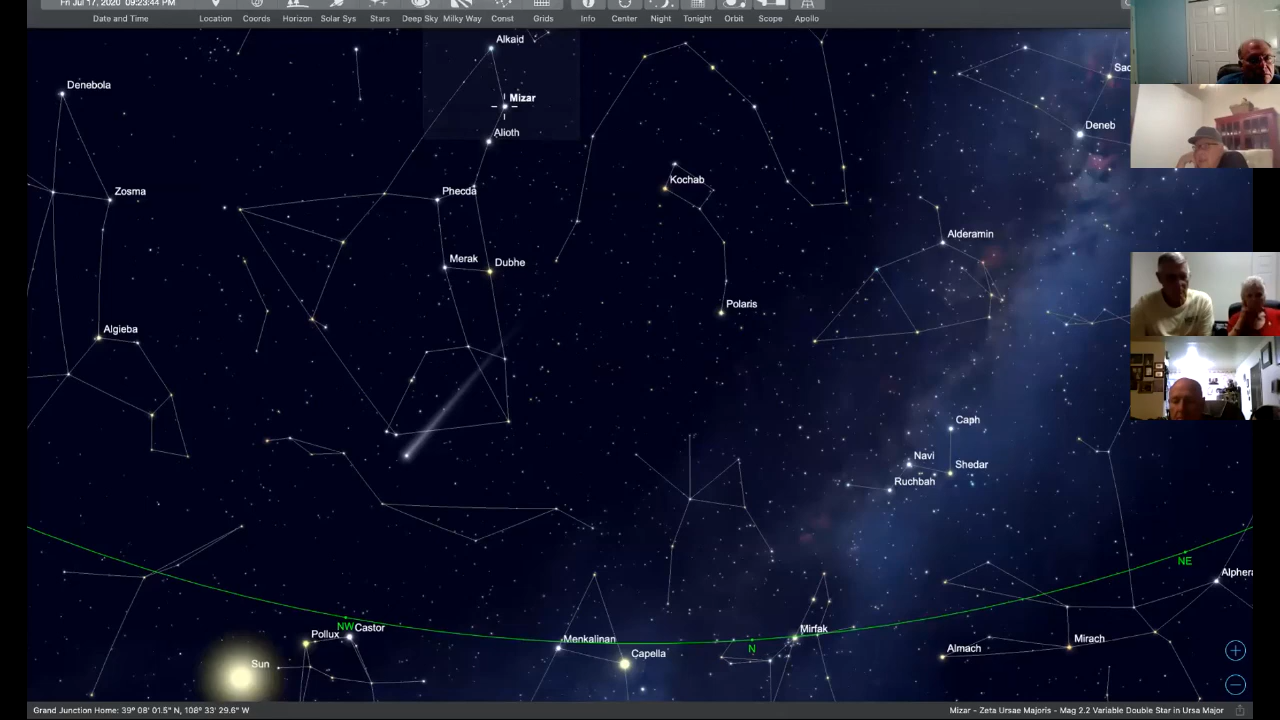 Fri Jul 17, 2020 09:23:44 PM
Date and Time Location Coords Horizon Solar Sys Stars Deep Sky Milky Way Const Grids Info Center Night Tonight Orbit Scope Apollo
Alkaid
Denebola
Mizar
Sad
Deneb
Alioth
Kochab
Zosma
Phecda
Alderamin
Merak
Dubhe
Polaris
Algieba
Caph
Navi
Shedar
Ruchbah
NE
Alphera
NW
Castor
Pollux
Menkalinan
Mirfak
N
Mirach
Capella
Almach
Sun
Grand Junction Home: 39º 08' 01.5" N, 108º 33' 29.6" W
Mizar - Zeta Ursae Majoris - Mag 2.2 Variable Double Star in Ursa Major